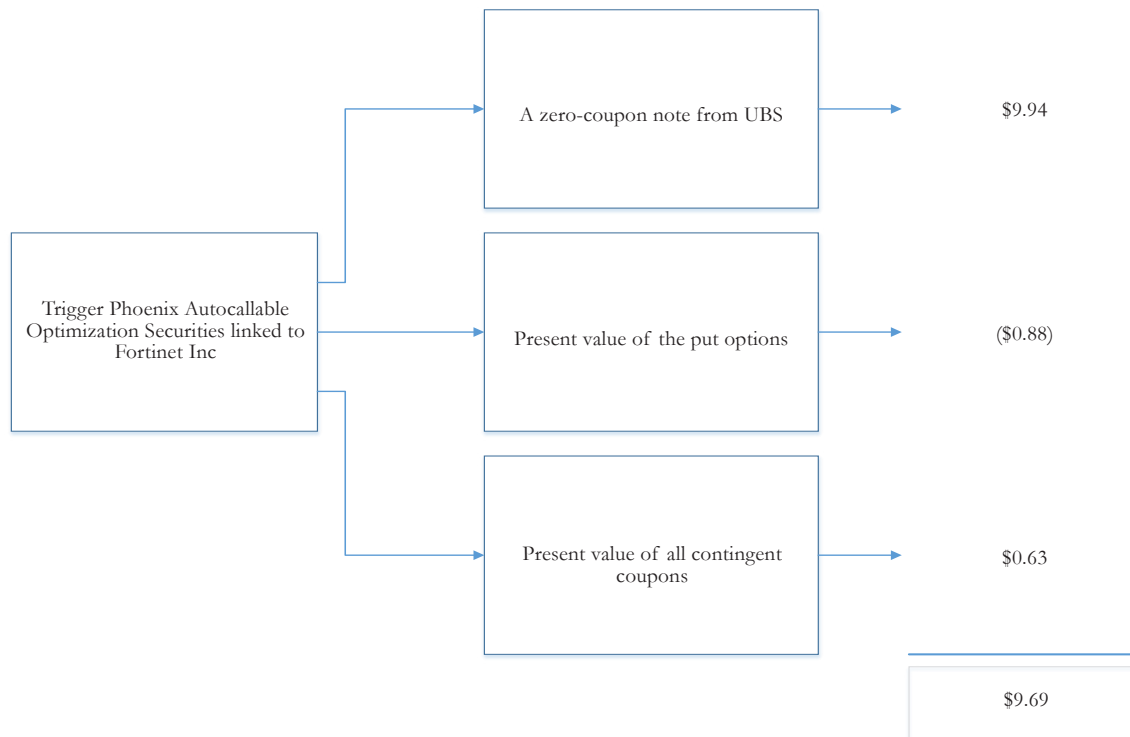 A zero-coupon note from UBS
$9.94
Trigger Phoenix Autocallable
Optimization Securities linked to
Fortinet Inc
Present value of the put options
($0.88)
Present value of all contingent
coupons
$0.63
$9.69